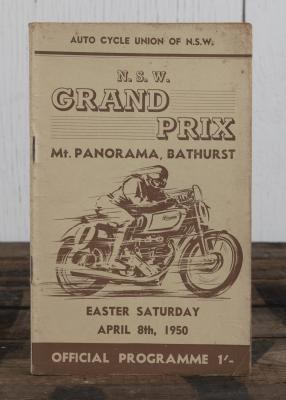 AUTO CYCLE UNION OF N.S.W.
N.S.W.
GRAND
PRIX
Mt. PANORAMA, BATHURST
EASTER SATURDAY
APRIL 8th, 1950
OFFICIAL PROGRAMME 1/-